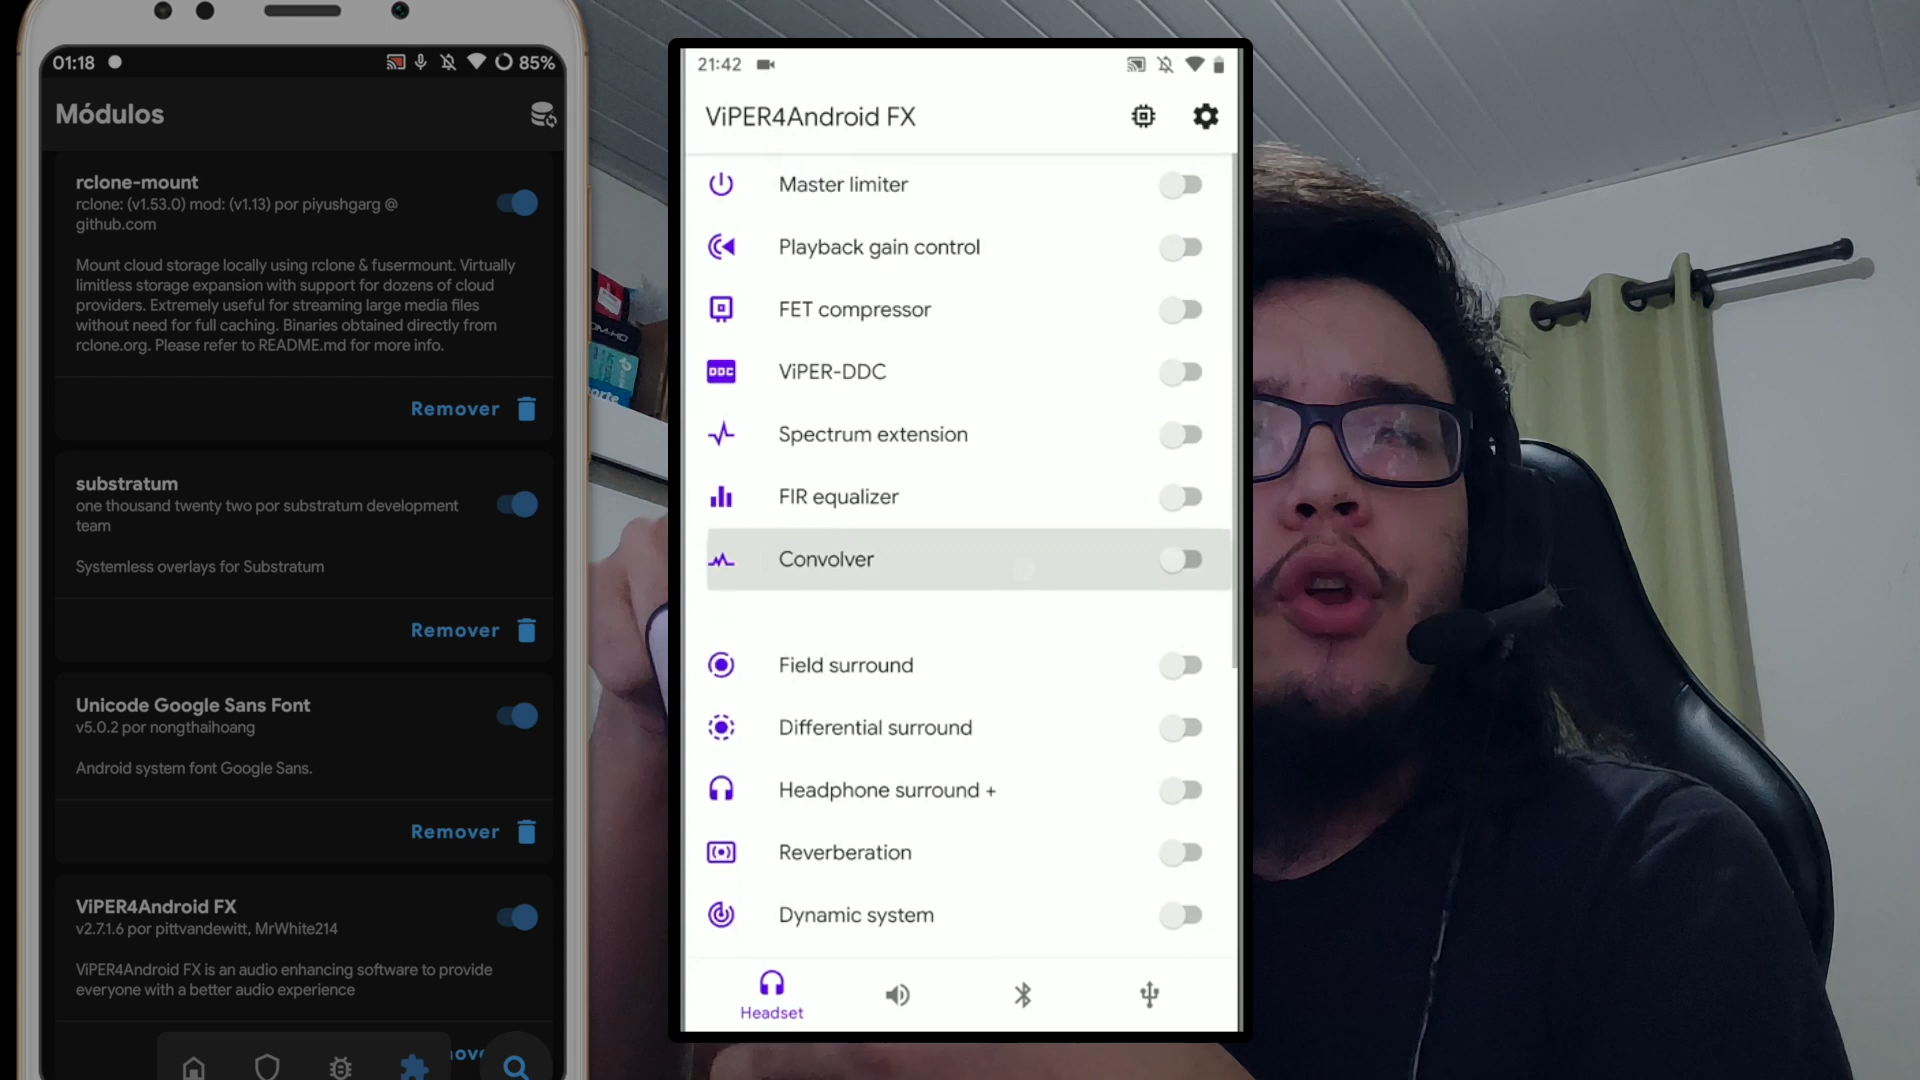 01:18
85%
Módulos
rclone-mount
rclone: (v1.53.0) mod: (v1.13) por piyushgarg @
github.com
Mount cloud storage locally using rclone & fusermount. Virtually
limitless storage expansion with support for dozens of cloud
providers. Extremely useful for streaming large media files
without need for full caching. Binaries obtained directly from
rclone.org. Please refer to README.md for more info.
Remover
substratum
one thousand twenty two por substratum development
team
Systemless overlays for Substratum
Remover
Unicode Google Sans Font
v5.0.2 por nongthaihoang
Android system font Google Sans.
Remover
ViPER4Android FX
v2.7.1.6 por pittvandewitt, MrWhite214
ViPER4Android FX is an audio enhancing software to provide
everyone with a better audio experience
21:42
ViPER4Android FX
Master limiter
Playback gain control
FET compressor
DDC
ViPER-DDC
Spectrum extension
FIR equalizer
Convolver
Field surround
Differential surround
Headphone surround +
Reverberation
Dynamic system
Headset